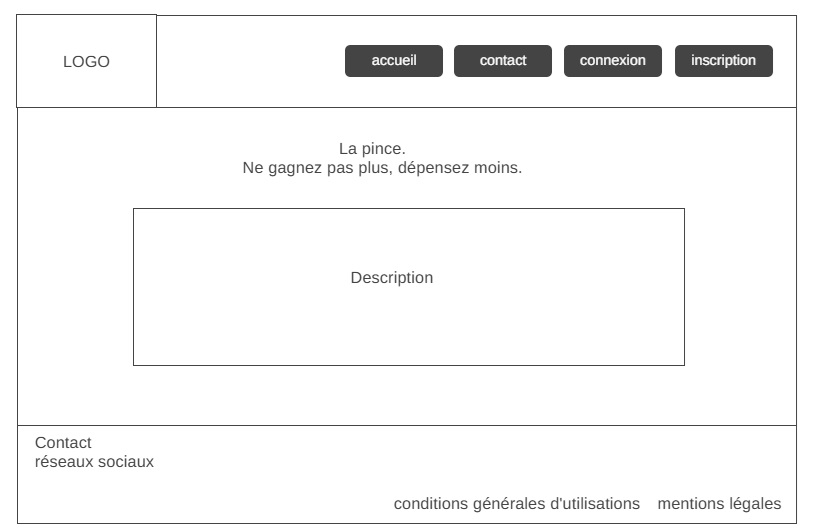 LOGO
accueil
contact
connexion
inscription
La pince.
Ne gagnez pas plus, dépensez moins.
Description
Contact
réseaux sociaux
conditions générales d'utilisations
mentions légales